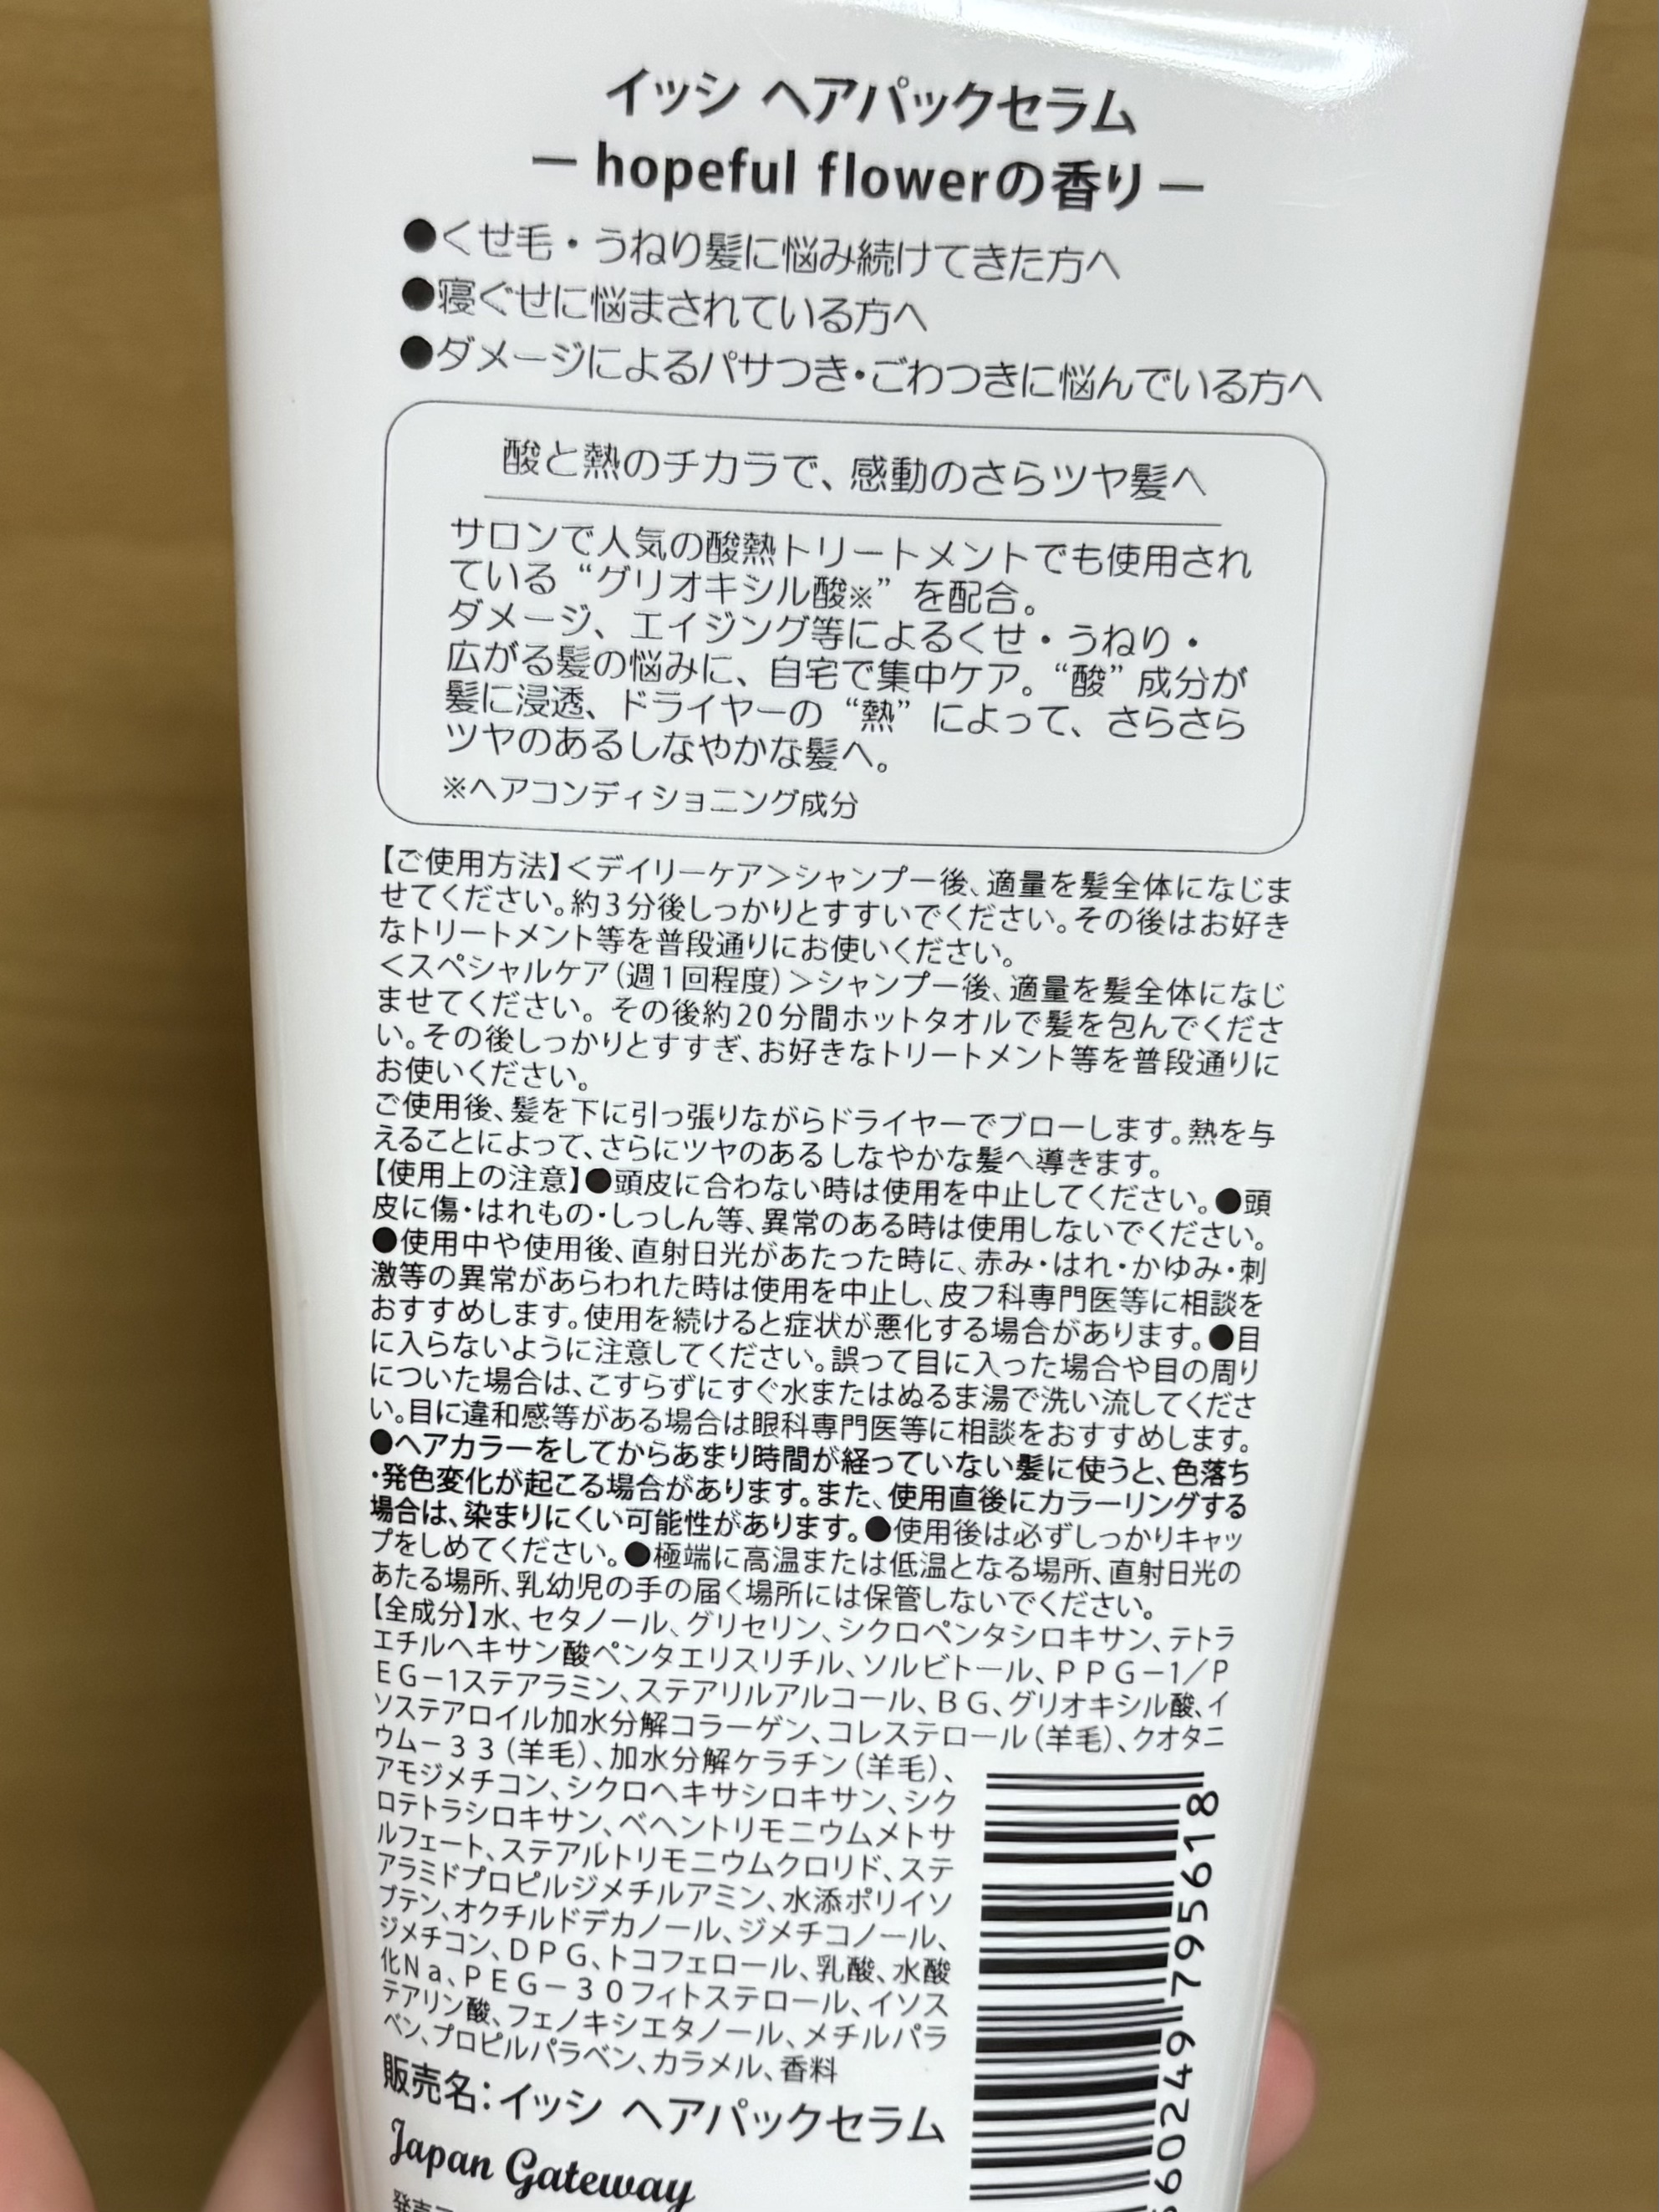 イッシ ヘアパックセラム
— hopeful flowerの香り —
●くせ毛・うねり髪に悩み続けてきた方へ
●寝ぐせに悩まされている方へ
●ダメージによるパサつき・ごわつきに悩んでいる方へ
酸と熱のチカラで、感動のさらツヤ髪へ
サロンで人気の酸熱トリートメントでも使用され
ている “グリオキシル酸※” を配合。
ダメージ、エイジング等によるくせ・うねり・
広がる髪の悩みに、自宅で集中ケア。“酸” 成分が
髪に浸透、ドライヤーの “熱” によって、さらさら
ツヤのあるしなやかな髪へ。
※ヘアコンディショニング成分
【ご使用方法】＜デイリーケア＞シャンプー後、適量を髪全体になじま
せてください。約3分後しっかりとすすいでください。その後はお好き
なトリートメント等を普段通りにお使いください。
＜スペシャルケア（週1回程度）＞シャンプー後、適量を髪全体になじ
ませてください。その後約20分間ホットタオルで髪を包んでくださ
い。その後しっかりとすすぎ、お好きなトリートメント等を普段通りに
お使いください。
ご使用後、髪を下に引っ張りながらドライヤーでブローします。熱を与
えることによって、さらにツヤのあるしなやかな髪へ導きます。
【使用上の注意】●頭皮に合わない時は使用を中止してください。●頭
皮に傷・はれもの・しっしん等、異常のある時は使用しないでください。
●使用中や使用後、直射日光があたった時に、赤み・はれ・かゆみ・刺
激等の異常があらわれた時は使用を中止し、皮フ科専門医等に相談を
おすすめします。使用を続けると症状が悪化する場合があります。●目
に入らないように注意してください。誤って目に入った場合や目の周り
についた場合は、こすらずにすぐ水またはぬるま湯で洗い流してくださ
い。目に違和感等がある場合は眼科専門医等に相談をおすすめします。
●ヘアカラーをしてからあまり時間が経っていない髪に使うと、色落ち
・発色変化が起こる場合があります。また、使用直後にカラーリングする
場合は、染まりにくい可能性があります。●使用後は必ずしっかりキャッ
プをしめてください。●極端に高温または低温となる場所、直射日光の
あたる場所、乳幼児の手の届く場所には保管しないでください。
【全成分】水、セタノール、グリセリン、シクロペンタシロキサン、テトラ
エチルヘキサン酸ペンタエリスリチル、ソルビトール、ＰＰＧ－1／Ｐ
ＥＧ－1ステアラミン、ステアリルアルコール、ＢＧ、グリオキシル酸、イ
ソステアロイル加水分解コラーゲン、コレステロール（羊毛）、クオタニ
ウム－３３（羊毛）、加水分解ケラチン（羊毛）、
アモジメチコン、シクロヘキサシロキサン、シク
ロテトラシロキサン、ベヘントリモニウムメトサ
ルフェート、ステアルトリモニウムクロリド、ステ
アラミドプロピルジメチルアミン、水添ポリイソ
ブテン、オクチルドデカノール、ジメチコノール、
ジメチコン、ＤＰＧ、トコフェロール、乳酸、水酸
化Ｎａ、ＰＥＧ－３０フィトステロール、イソス
テアリン酸、フェノキシエタノール、メチルパラ
ベン、プロピルパラベン、カラメル、香料
販売名：イッシ ヘアパックセラム
Japan Gateway
560249 795618